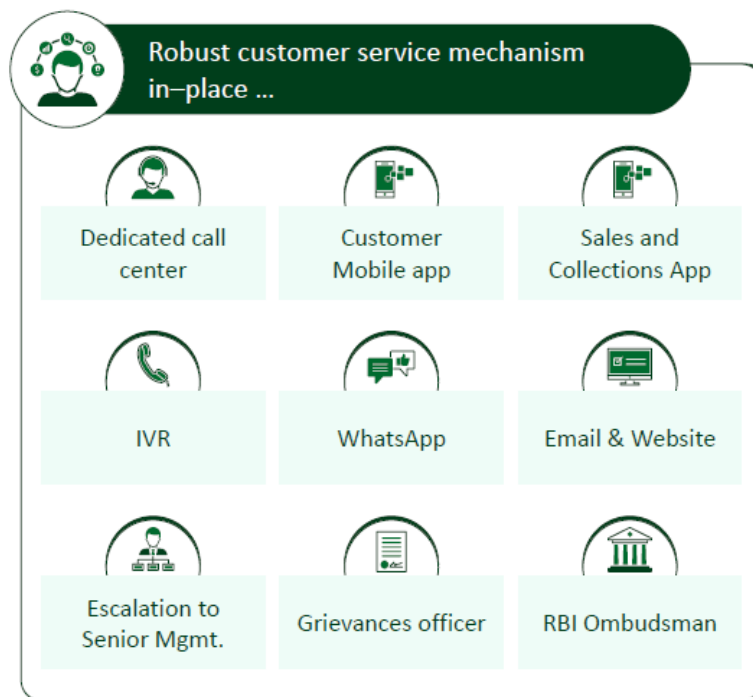 Robust customer service mechanism
in–place ...
Dedicated call
center
Customer
Mobile app
Sales and
Collections App
IVR
WhatsApp
Email & Website
Escalation to
Senior Mgmt.
Grievances officer
RBI Ombudsman